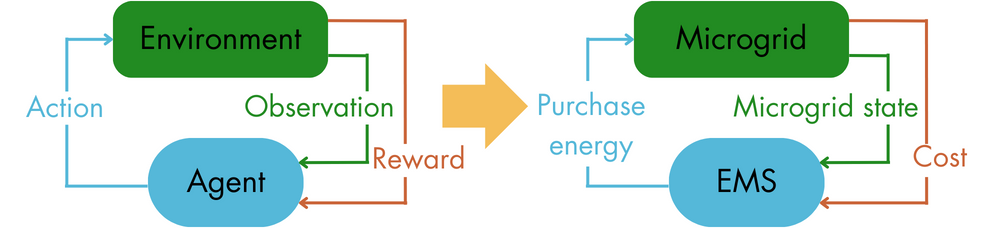 Environment
Action
Observation
Reward
Agent
Microgrid
Purchase
energy
Microgrid state
Cost
EMS